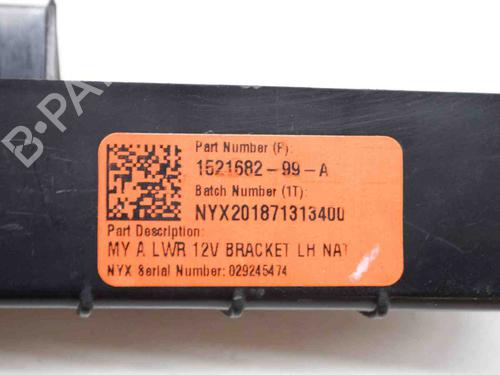 Part Number (P):
1521682-99-A
Batch Number (1T):
NYX201871313400
Part Description:
MY A LWR 12V BRACKET LH NAT
NYX Serial Number: 029245474
B-PARTS